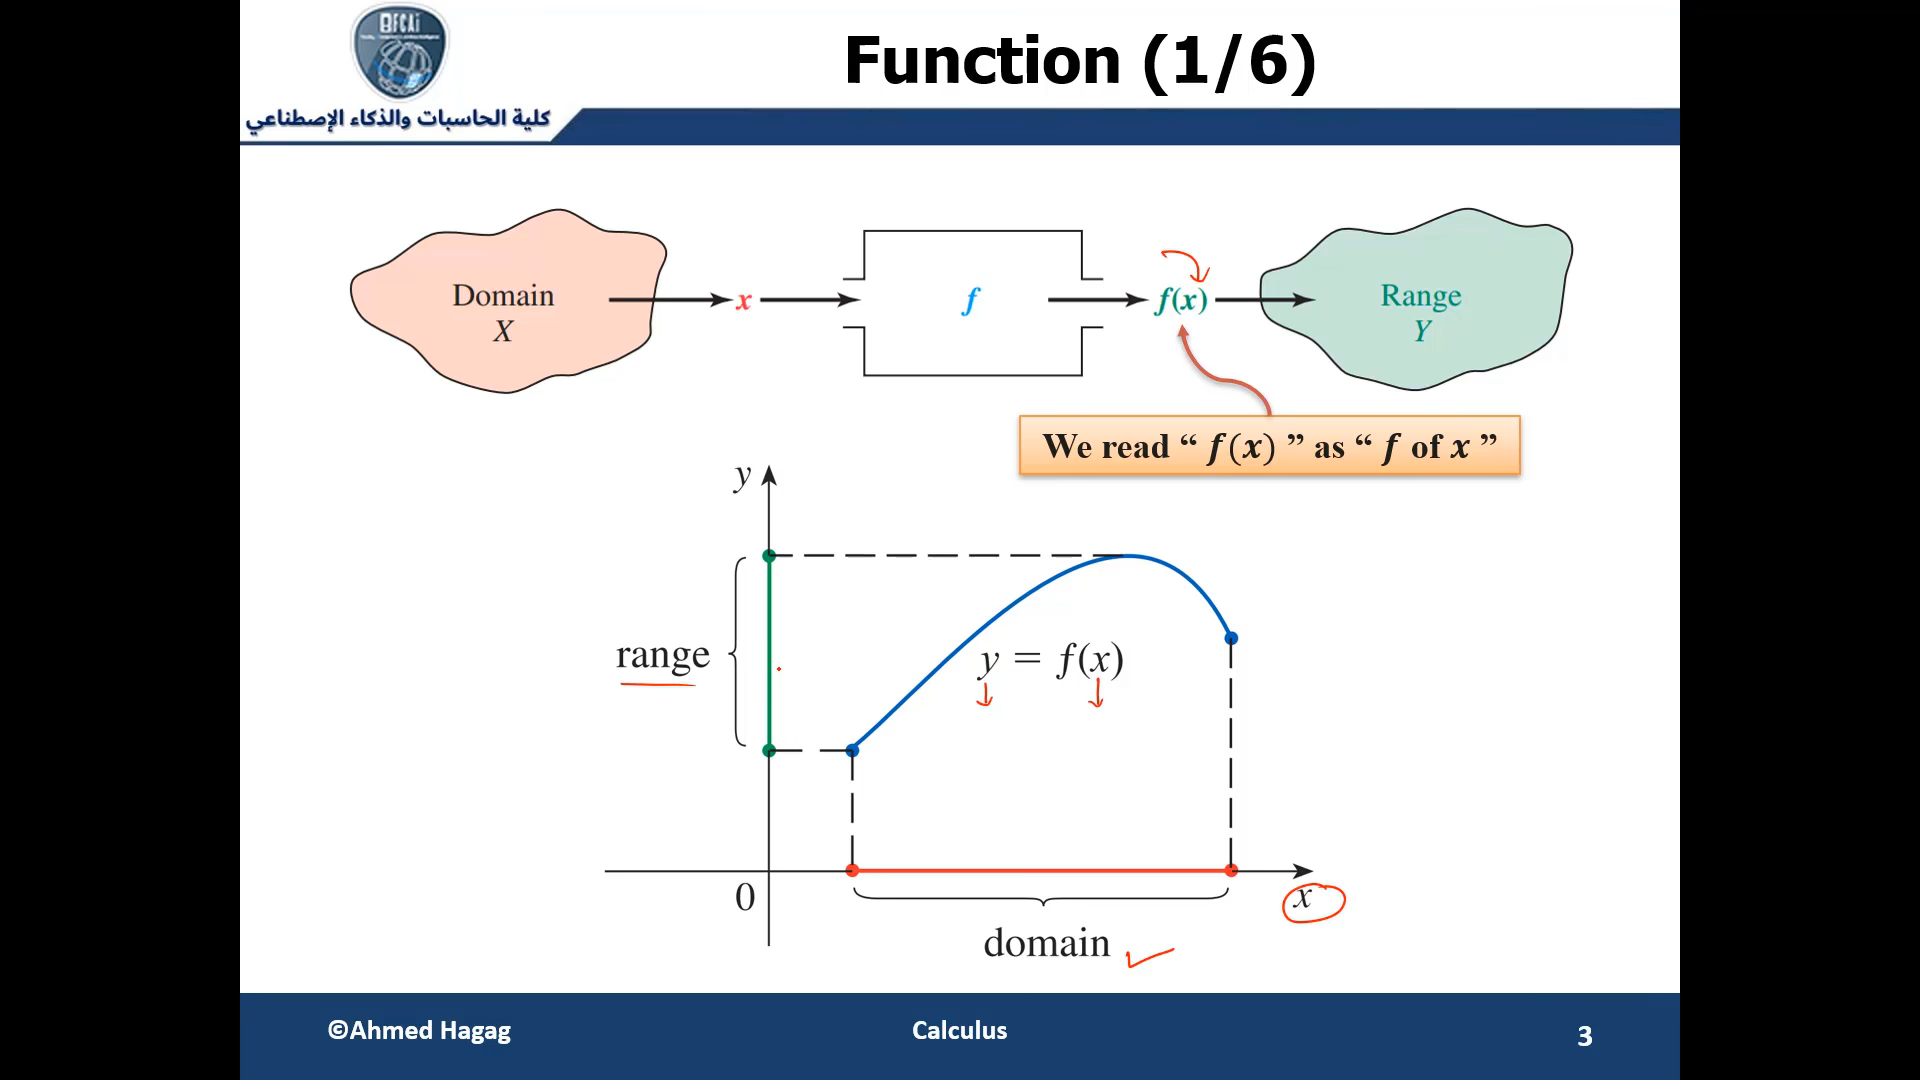 FCAi
Function (1/6)
كلية الحاسبات والذكاء الإصطناعي
Domain
X
x
f
f(x)
Range
Y
We read “ f(x) ” as “ f of x ”
y
range
y = f(x)
0
x
domain
©Ahmed Hagag
Calculus
3